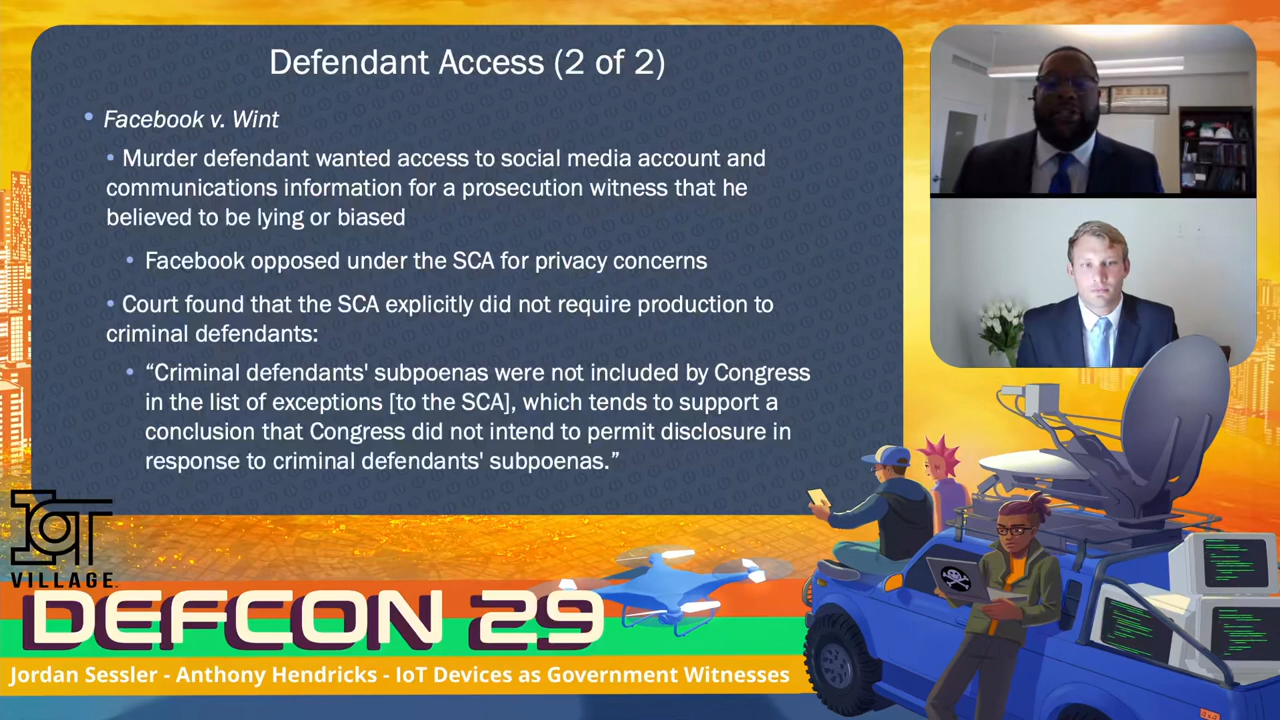 Defendant Access (2 of 2)
• Facebook v. Wint
• Murder defendant wanted access to social media account and
communications information for a prosecution witness that he
believed to be lying or biased
• Facebook opposed under the SCA for privacy concerns
• Court found that the SCA explicitly did not require production to
criminal defendants:
• “Criminal defendants' subpoenas were not included by Congress
in the list of exceptions [to the SCA], which tends to support a
conclusion that Congress did not intend to permit disclosure in
response to criminal defendants' subpoenas.”
IoT
VILLAGE
DEFCON 29
Jordan Sessler - Anthony Hendricks - IoT Devices as Government Witnesses